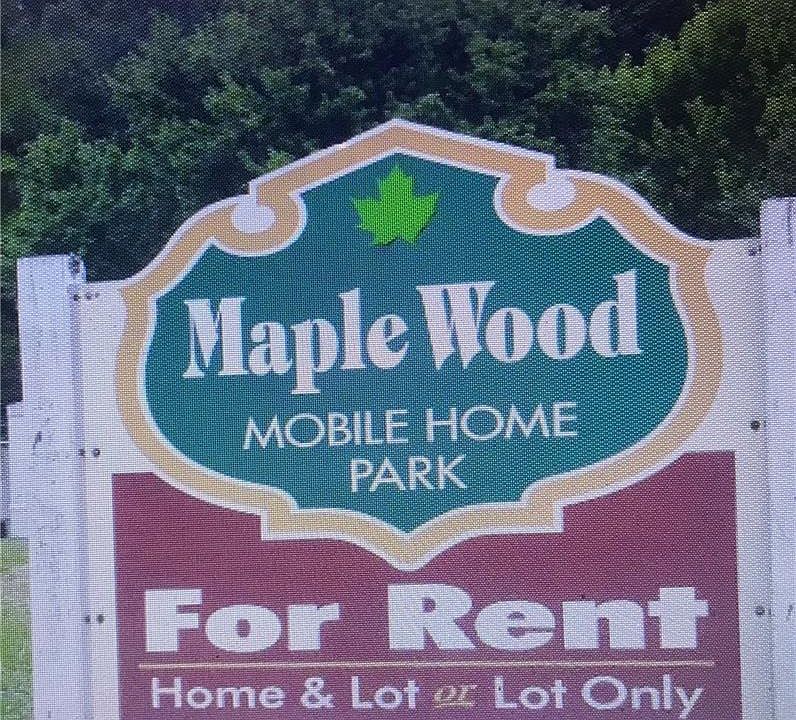 Maple Wood
MOBILE HOME
PARK
For Rent
Home & Lot or Lot Only